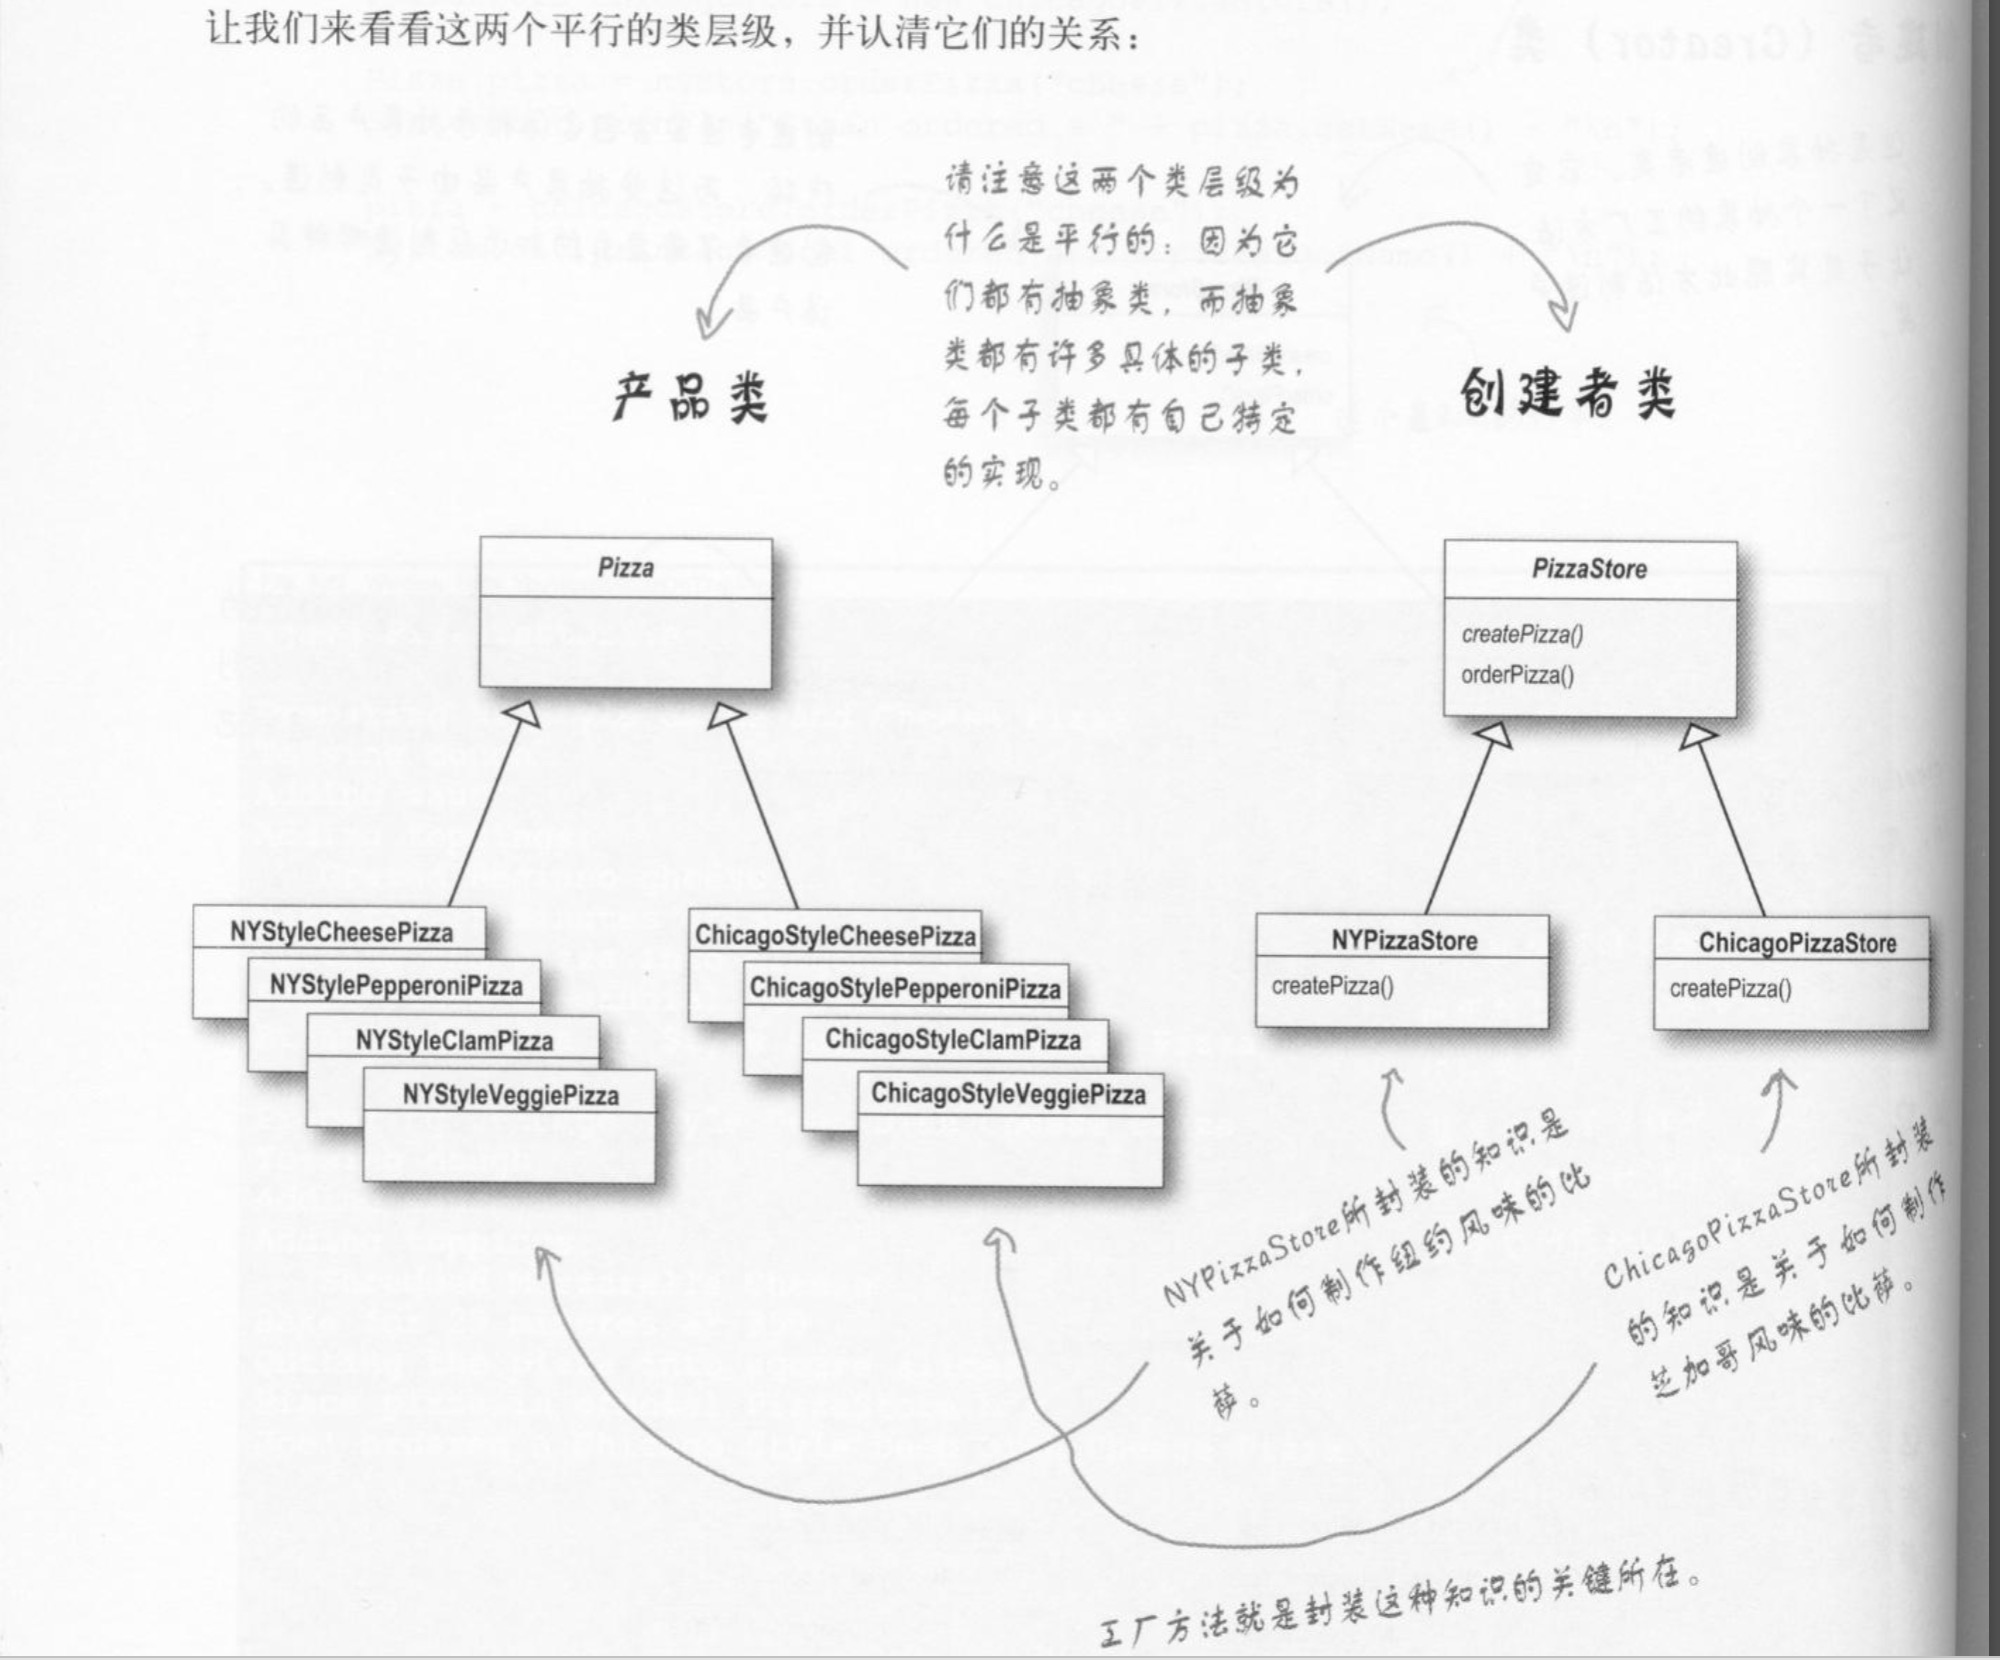 让我们来看看这两个平行的类层级，并认清它们的关系：
请注意这两个类层级为
什么是平行的：因为它
们都有抽象类，而抽象
类都有许多具体的子类，
每个子类都有自己特定
的实现。
产品类
创建者类
Pizza
PizzaStore
createPizza()
orderPizza()
NYStyleCheesePizza
NYStylePepperoniPizza
NYStyleClamPizza
NYStyleVeggiePizza
ChicagoStyleCheesePizza
ChicagoStylePepperoniPizza
ChicagoStyleClamPizza
ChicagoStyleVeggiePizza
NYPizzaStore
createPizza()
ChicagoPizzaStore
createPizza()
NYPizzaStore所封装的知识是
关于如何制作纽约风味的比
萨。
ChicagoPizzaStore所封装
的知识是关于如何制作
芝加哥风味的比萨。
工厂方法就是封装这种知识的关键所在。